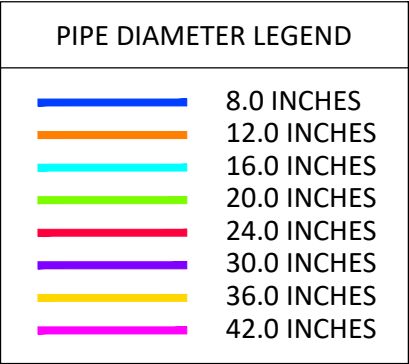 PIPE DIAMETER LEGEND
8.0 INCHES
12.0 INCHES
16.0 INCHES
20.0 INCHES
24.0 INCHES
30.0 INCHES
36.0 INCHES
42.0 INCHES